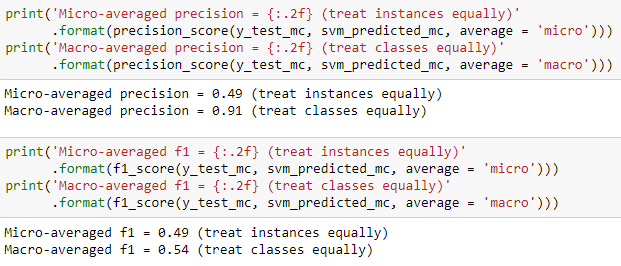 print('Micro-averaged precision = {:.2f} (treat instances equally)'
.format(precision_score(y_test_mc, svm_predicted_mc, average = 'micro')))
print('Macro-averaged precision = {:.2f} (treat classes equally)'
.format(precision_score(y_test_mc, svm_predicted_mc, average = 'macro')))
Micro-averaged precision = 0.49 (treat instances equally)
Macro-averaged precision = 0.91 (treat classes equally)
print('Micro-averaged f1 = {:.2f} (treat instances equally)'
.format(f1_score(y_test_mc, svm_predicted_mc, average = 'micro')))
print('Macro-averaged f1 = {:.2f} (treat classes equally)'
.format(f1_score(y_test_mc, svm_predicted_mc, average = 'macro')))
Micro-averaged f1 = 0.49 (treat instances equally)
Macro-averaged f1 = 0.54 (treat classes equally)